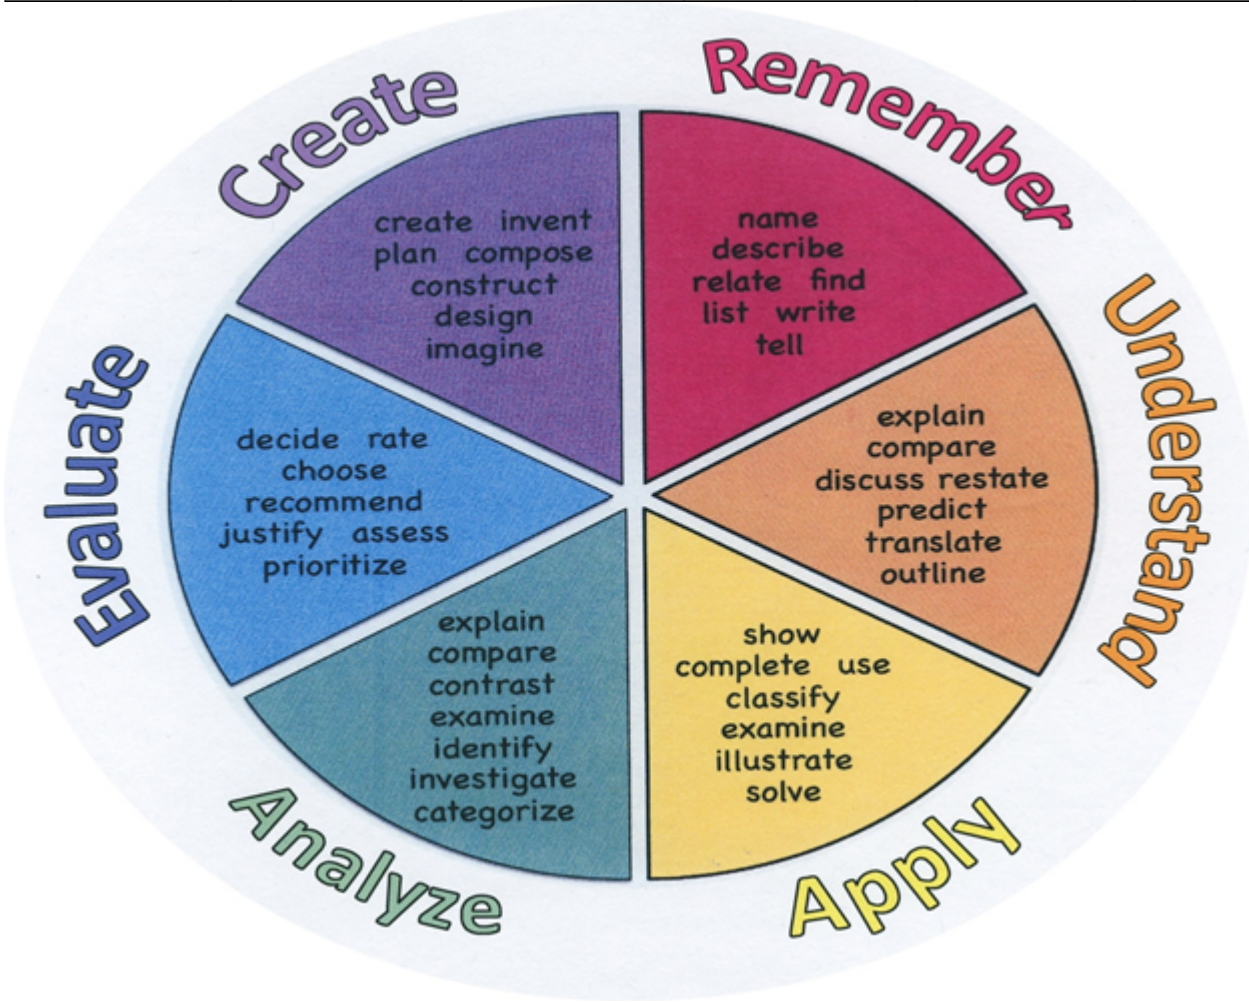 Remember
name
describe
relate find
list write
tell
Understand
explain
compare
discuss restate
predict
translate
outline
Apply
show
complete use
classify
examine
illustrate
solve
Analyze
explain
compare
contrast
examine
identify
investigate
categorize
Evaluate
decide rate
choose
recommend
justify assess
prioritize
Create
create invent
plan compose
construct
design
imagine